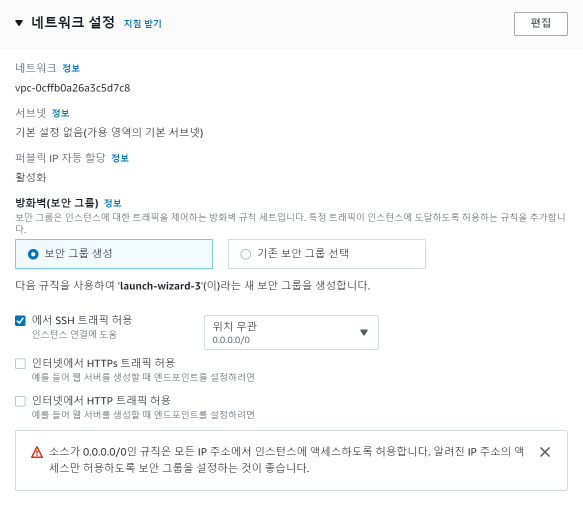 ▼ 네트워크 설정 지침 받기 편집
네트워크 정보
vpc-0cffb0a26a3c5d7c8
서브넷 정보
기본 설정 없음(가용 영역의 기본 서브넷)
퍼블릭 IP 자동 할당 정보
활성화
방화벽(보안 그룹) 정보
보안 그룹은 인스턴스에 대한 트래픽을 제어하는 방화벽 규칙 세트입니다. 특정 트래픽이 인스턴스에 도달하도록 허용하는 규칙을 추가합니
다.
보안 그룹 생성 기존 보안 그룹 선택
다음 규칙을 사용하여 'launch-wizard-3'(이)라는 새 보안 그룹을 생성합니다.
에서 SSH 트래픽 허용
인스턴스 연결에 도움
위치 무관
0.0.0.0/0
인터넷에서 HTTPs 트래픽 허용
예를 들어 웹 서버를 생성할 때 엔드포인트를 설정하려면
인터넷에서 HTTP 트래픽 허용
예를 들어 웹 서버를 생성할 때 엔드포인트를 설정하려면
소스가 0.0.0.0/0인 규칙은 모든 IP 주소에서 인스턴스에 액세스하도록 허용합니다. 알려진 IP 주소의 액
세스만 허용하도록 보안 그룹을 설정하는 것이 좋습니다.